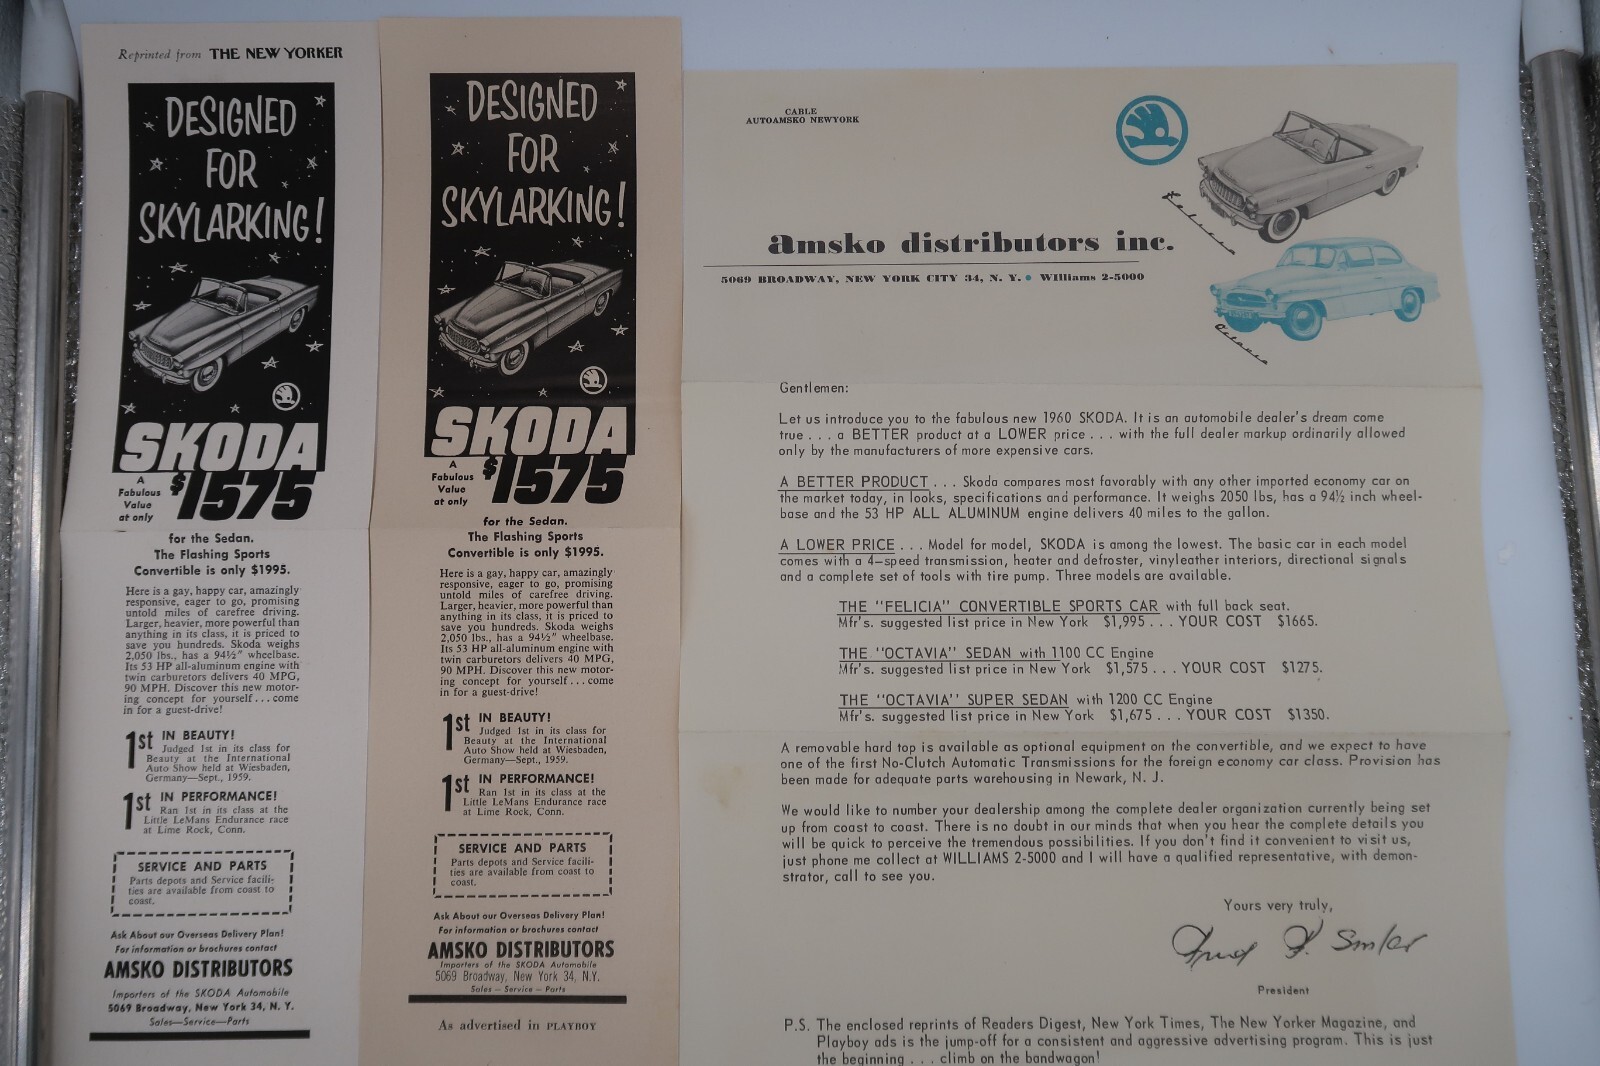 Reprinted from THE NEW YORKER
DESIGNED
FOR
SKYLARKING!
SKODA
A
Fabulous
Value
at only
$1575
for the Sedan.
The Flashing Sports
Convertible is only $1995.
Here is a gay, happy car, amazingly
responsive, eager to go, promising
untold miles of carefree driving.
Larger, heavier, more powerful than
anything in its class, it is priced to
save you hundreds. Skoda weighs
2,050 lbs., has a 94½" wheelbase.
Its 53 HP all-aluminum engine with
twin carburetors delivers 40 MPG,
90 MPH. Discover this new motor-
ing concept for yourself . . . come
in for a guest-drive!
1st IN BEAUTY!
Judged 1st in its class for
Beauty at the International
Auto Show held at Wiesbaden,
Germany—Sept., 1959.
1st IN PERFORMANCE!
Ran 1st in its class at the
Little LeMans Endurance race
at Lime Rock, Conn.
SERVICE AND PARTS
Parts depots and Service facili-
ties are available from coast to
coast.
Ask About our Overseas Delivery Plan!
For information or brochures contact
AMSKO DISTRIBUTORS
Importers of the SKODA Automobile
5069 Broadway, New York 34, N. Y.
Sales—Service—Parts
DESIGNED
FOR
SKYLARKING!
SKODA
A
Fabulous
Value
at only
$1575
for the Sedan.
The Flashing Sports
Convertible is only $1995.
Here is a gay, happy car, amazingly
responsive, eager to go, promising
untold miles of carefree driving.
Larger, heavier, more powerful than
anything in its class, it is priced to
save you hundreds. Skoda weighs
2,050 lbs., has a 94½" wheelbase.
Its 53 HP all-aluminum engine with
twin carburetors delivers 40 MPG,
90 MPH. Discover this new motor-
ing concept for yourself . . . come
in for a guest-drive!
1st IN BEAUTY!
Judged 1st in its class for
Beauty at the International
Auto Show held at Wiesbaden,
Germany—Sept., 1959.
1st IN PERFORMANCE!
Ran 1st in its class at the
Little LeMans Endurance race
at Lime Rock, Conn.
SERVICE AND PARTS
Parts depots and Service facili-
ties are available from coast to
coast.
Ask About our Overseas Delivery Plan!
For information or brochures contact
AMSKO DISTRIBUTORS
Importers of the SKODA Automobile
5069 Broadway, New York 34, N.Y.
Sales — Service — Parts
As advertised in PLAYBOY
CABLE
AUTOAMSKO NEWYORK
Felicia
Octavia
amsko distributors inc.
5069 BROADWAY, NEW YORK CITY 34, N. Y. • WIlliams 2-5000
Gentlemen:
Let us introduce you to the fabulous new 1960 SKODA. It is an automobile dealer's dream come
true . . . a BETTER product at a LOWER price . . . with the full dealer markup ordinarily allowed
only by the manufacturers of more expensive cars.
A BETTER PRODUCT . . . Skoda compares most favorably with any other imported economy car on
the market today, in looks, specifications and performance. It weighs 2050 lbs, has a 94½ inch wheel-
base and the 53 HP ALL ALUMINUM engine delivers 40 miles to the gallon.
A LOWER PRICE . . . Model for model, SKODA is among the lowest. The basic car in each model
comes with a 4-speed transmission, heater and defroster, vinyleather interiors, directional signals
and a complete set of tools with tire pump. Three models are available.
THE "FELICIA" CONVERTIBLE SPORTS CAR with full back seat.
Mfr's. suggested list price in New York $1,995 . . . YOUR COST $1665.
THE "OCTAVIA" SEDAN with 1100 CC Engine
Mfr's. suggested list price in New York $1,575 . . . YOUR COST $1275.
THE "OCTAVIA" SUPER SEDAN with 1200 CC Engine
Mfr's. suggested list price in New York $1,675 . . . YOUR COST $1350.
A removable hard top is available as optional equipment on the convertible, and we expect to have
one of the first No-Clutch Automatic Transmissions for the foreign economy car class. Provision has
been made for adequate parts warehousing in Newark, N. J.
We would like to number your dealership among the complete dealer organization currently being set
up from coast to coast. There is no doubt in our minds that when you hear the complete details you
will be quick to perceive the tremendous possibilities. If you don't find it convenient to visit us,
just phone me collect at WILLIAMS 2-5000 and I will have a qualified representative, with demon-
strator, call to see you.
Yours very truly,
President
P.S. The enclosed reprints of Readers Digest, New York Times, The New Yorker Magazine, and
Playboy ads is the jump-off for a consistent and aggressive advertising program. This is just
the beginning . . . climb on the bandwagon!